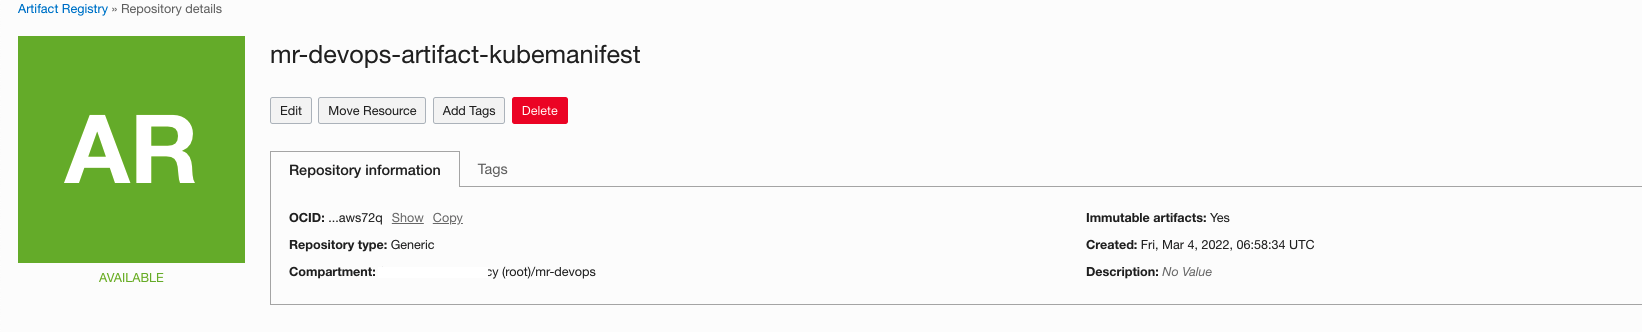 Artifact Registry » Repository details
AR
AVAILABLE
mr-devops-artifact-kubemanifest
Edit Move Resource Add Tags Delete
Repository information Tags
OCID: ...aws72q Show Copy
Repository type: Generic
Compartment: cy (root)/mr-devops
Immutable artifacts: Yes
Created: Fri, Mar 4, 2022, 06:58:34 UTC
Description: No Value